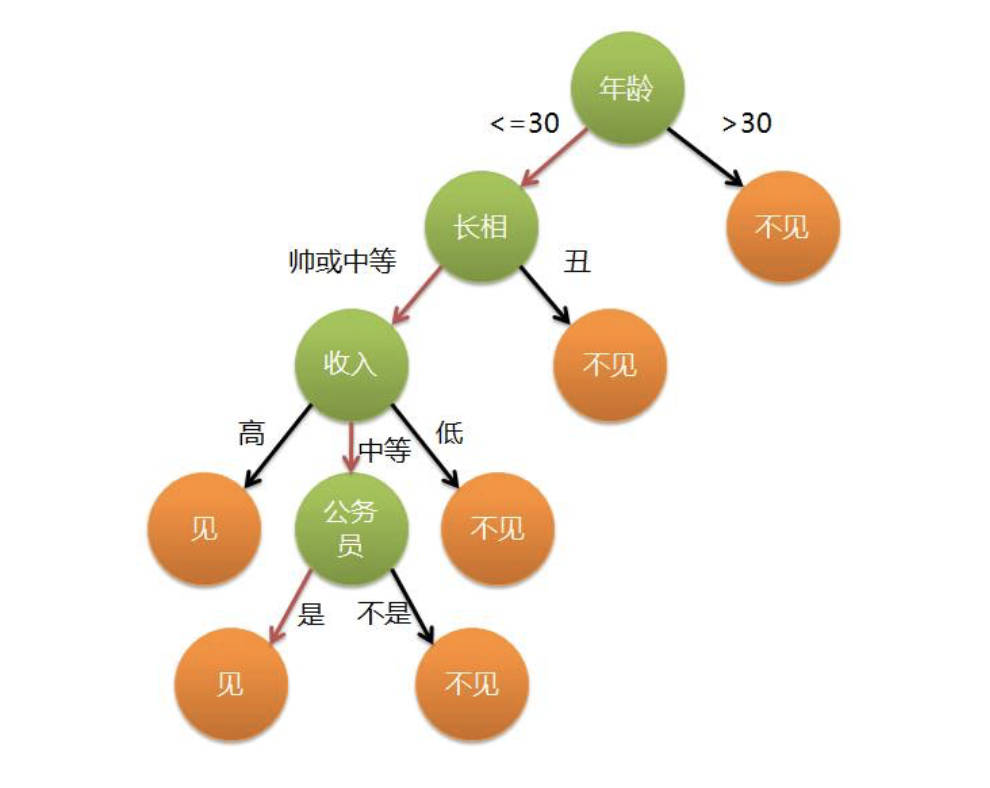 年龄
<=30
>30
长相
不见
帅或中等
丑
收入
不见
高
中等
低
见
公务
员
不见
是
不是
见
不见